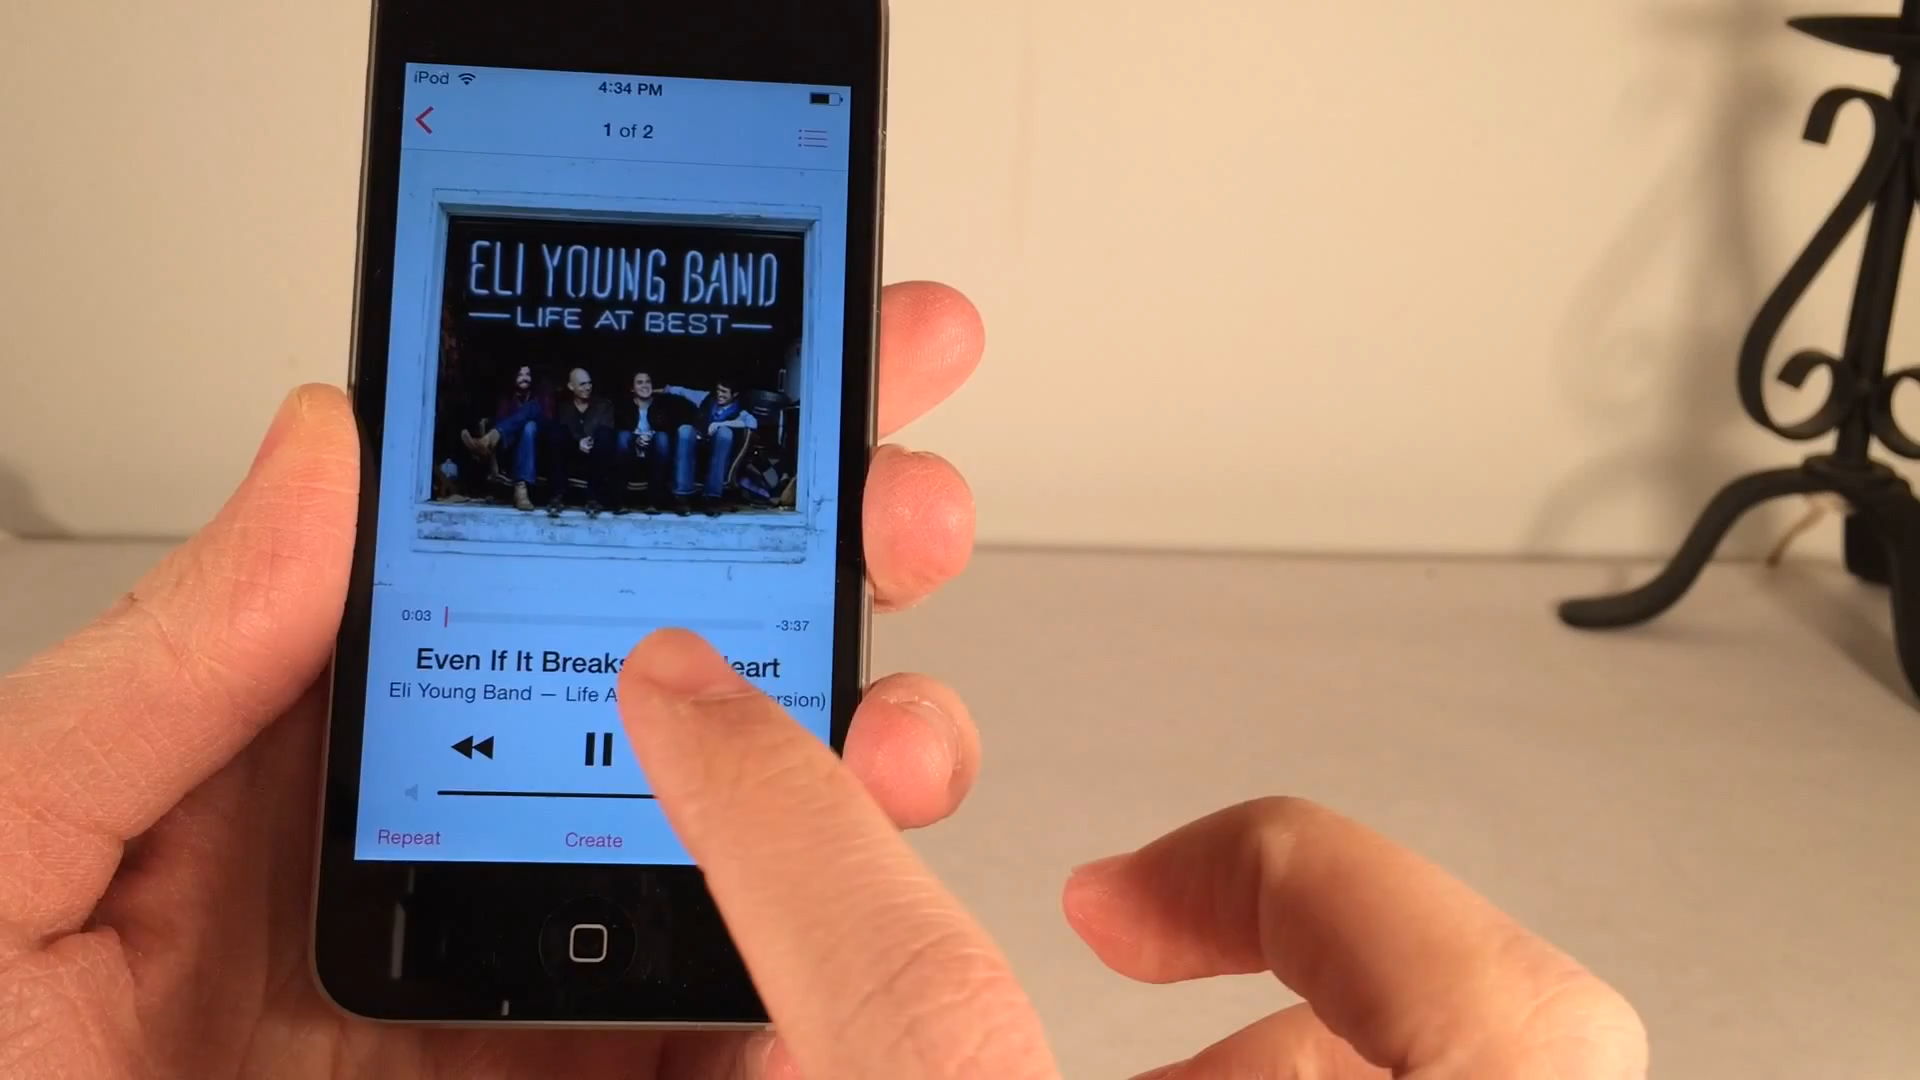 iPod
4:34 PM
1 of 2
ELI YOUNG BAND
LIFE AT BEST
0:03
-3:37
Even If It Breaks eart
Eli Young Band — Life A rsion)
Repeat
Create